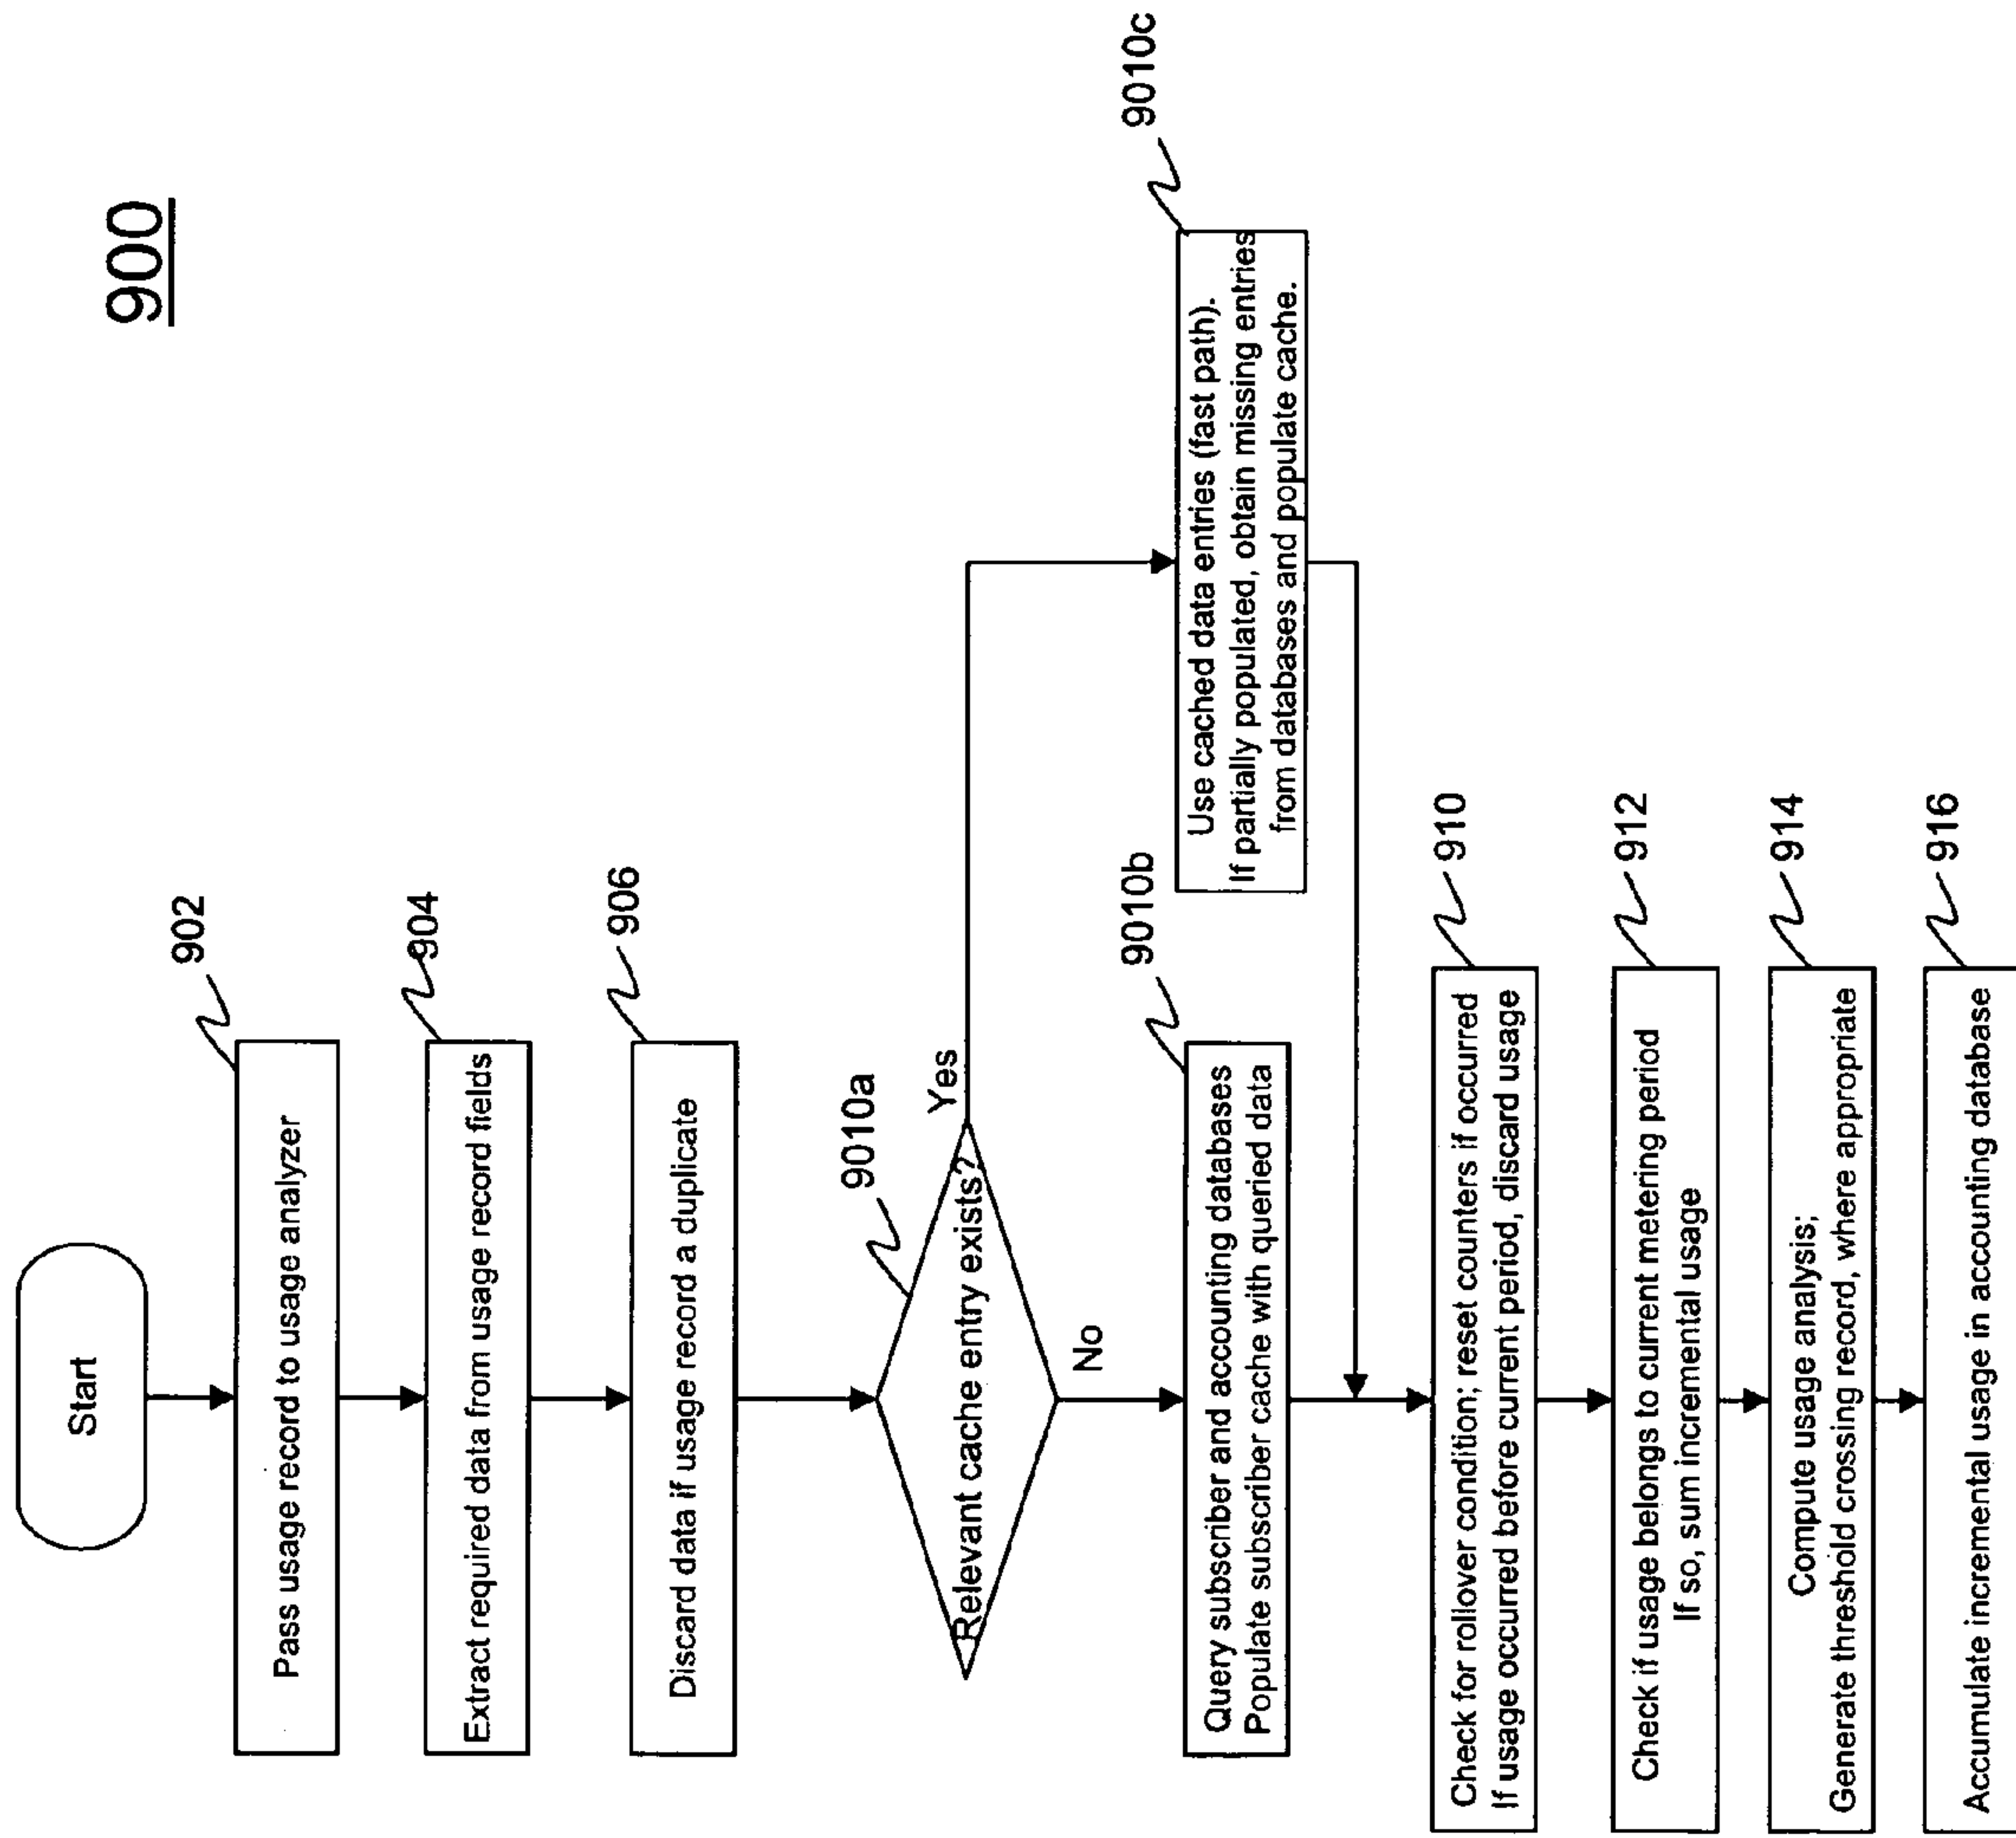 900
Start
902
Pass usage record to usage analyzer
904
Extract required data from usage record fields
906
Discard data if usage record a duplicate
9010a
Relevant cache entry exists?
Yes
No
9010b
Query subscriber and accounting databases
Populate subscriber cache with queried data
9010c
Use cached data entries (fast path).
If partially populated, obtain missing entries
from databases and populate cache.
910
Check for rollover condition; reset counters if occurred
If usage occurred before current period, discard usage
912
Check if usage belongs to current metering period
If so, sum incremental usage
914
Compute usage analysis;
Generate threshold crossing record, where appropriate
916
Accumulate incremental usage in accounting database